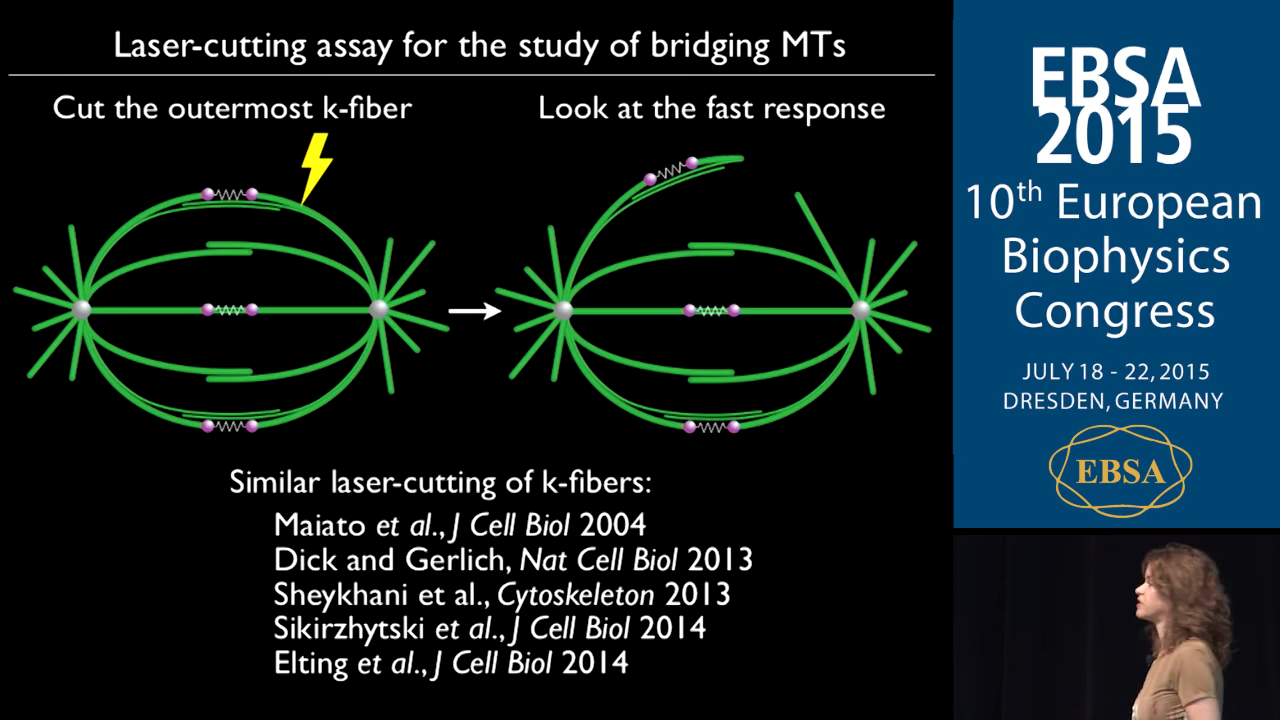 Laser-cutting assay for the study of bridging MTs
Cut the outermost k-fiber
Look at the fast response
Similar laser-cutting of k-fibers:
Maiato et al., J Cell Biol 2004
Dick and Gerlich, Nat Cell Biol 2013
Sheykhani et al., Cytoskeleton 2013
Sikirzhytski et al., J Cell Biol 2014
Elting et al., J Cell Biol 2014
EBSA
2015
10th European
Biophysics
Congress
JULY 18 - 22, 2015
DRESDEN, GERMANY
EBSA